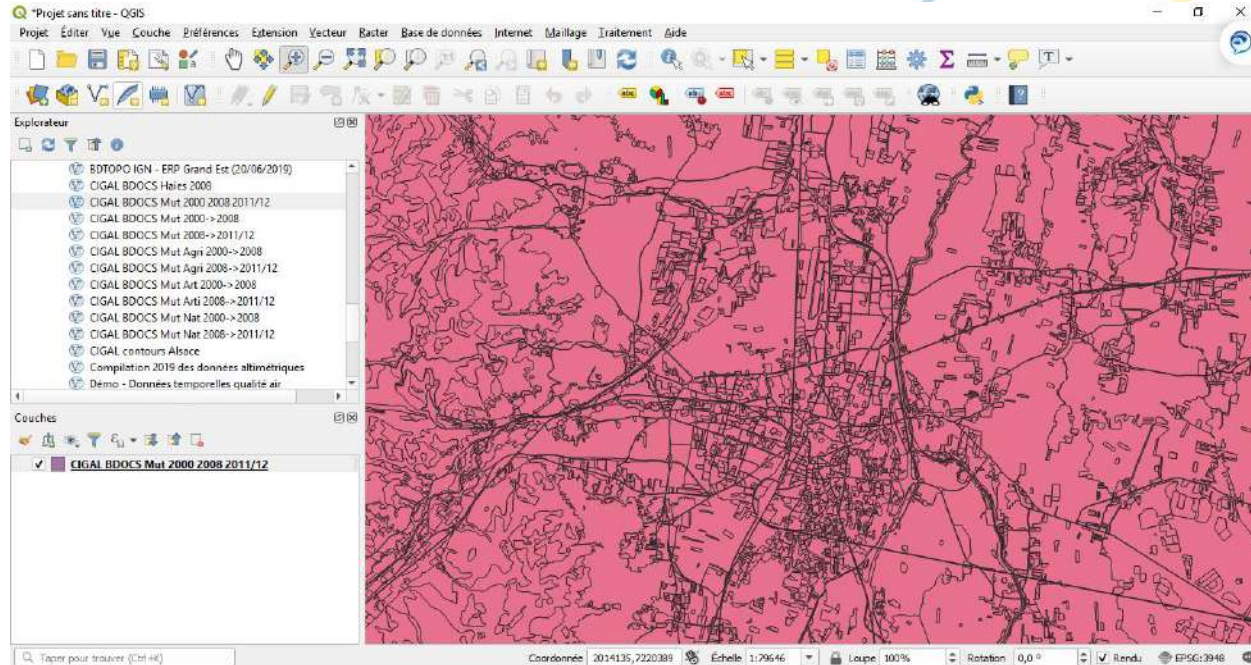 *Projet sans titre - QGIS
Projet Éditer Vue Couche Préférences Extension Vecteur Raster Base de données Internet Maillage Traitement Aide
abc
abc
Explorateur
BDTOPO IGN - ERP Grand Est (20/06/2019)
CIGAL BDOCS Haies 2008
CIGAL BDOCS Mut 2000 2008 2011/12
CIGAL BDOCS Mut 2000->2008
CIGAL BDOCS Mut 2008->2011/12
CIGAL BDOCS Mut Agri 2000->2008
CIGAL BDOCS Mut Agri 2008->2011/12
CIGAL BDOCS Mut Art 2000->2008
CIGAL BDOCS Mut Arti 2008->2011/12
CIGAL BDOCS Mut Nat 2000->2008
CIGAL BDOCS Mut Nat 2008->2011/12
CIGAL contours Alsace
Compilation 2019 des données altimétriques
Démo - Données temporelles qualité air
Couches
CIGAL BDOCS Mut 2000 2008 2011/12
Taper pour trouver (Ctrl+K) Coordonnée 2014135,7220389 Échelle 1:79646 Loupe 100% Rotation 0,0 ° Rendu EPSG:3948